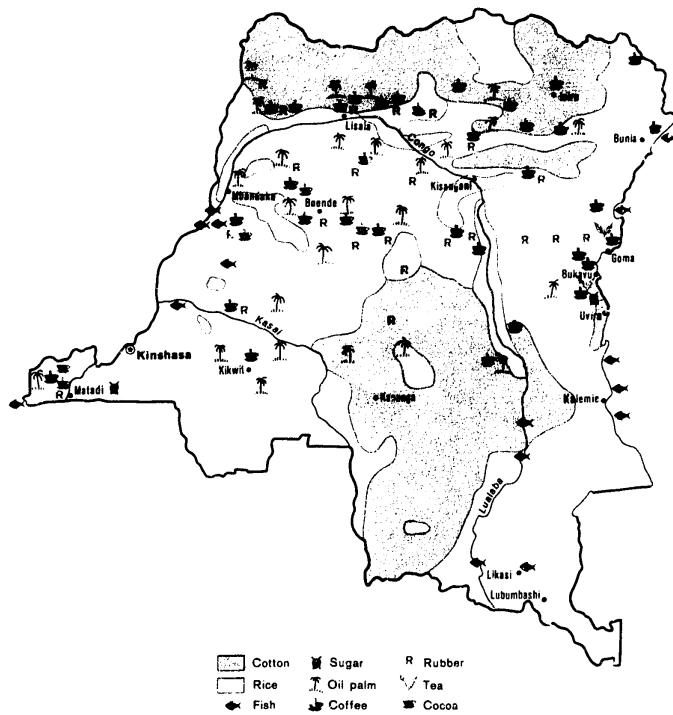 Lisala
Congo
Bunia
R
R
R
R
Kisangani
R
Mbandaka
Boende
R
R
R
R
R
R
R
Goma
Bukavu
R
Uvira
R
R
Kasai
Kinshasa
Kikwit
R
Matadi
Kananga
Kalemie
Lualaba
Likasi
Lubumbashi
Cotton Sugar R Rubber
Rice Oil palm Tea
Fish Coffee Cocoa